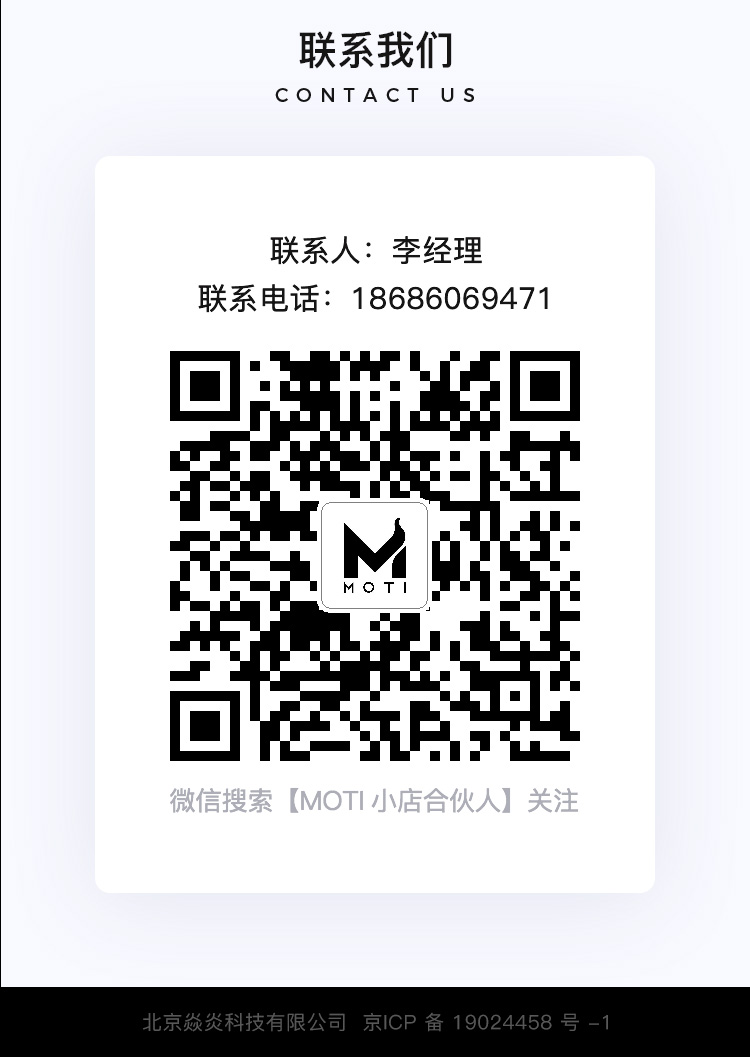 联系我们
CONTACT US
联系人：李经理
联系电话：18686069471
MOTI
微信搜索【MOTI 小店合伙人】关注
北京焱炎科技有限公司 京ICP 备 19024458 号 -1